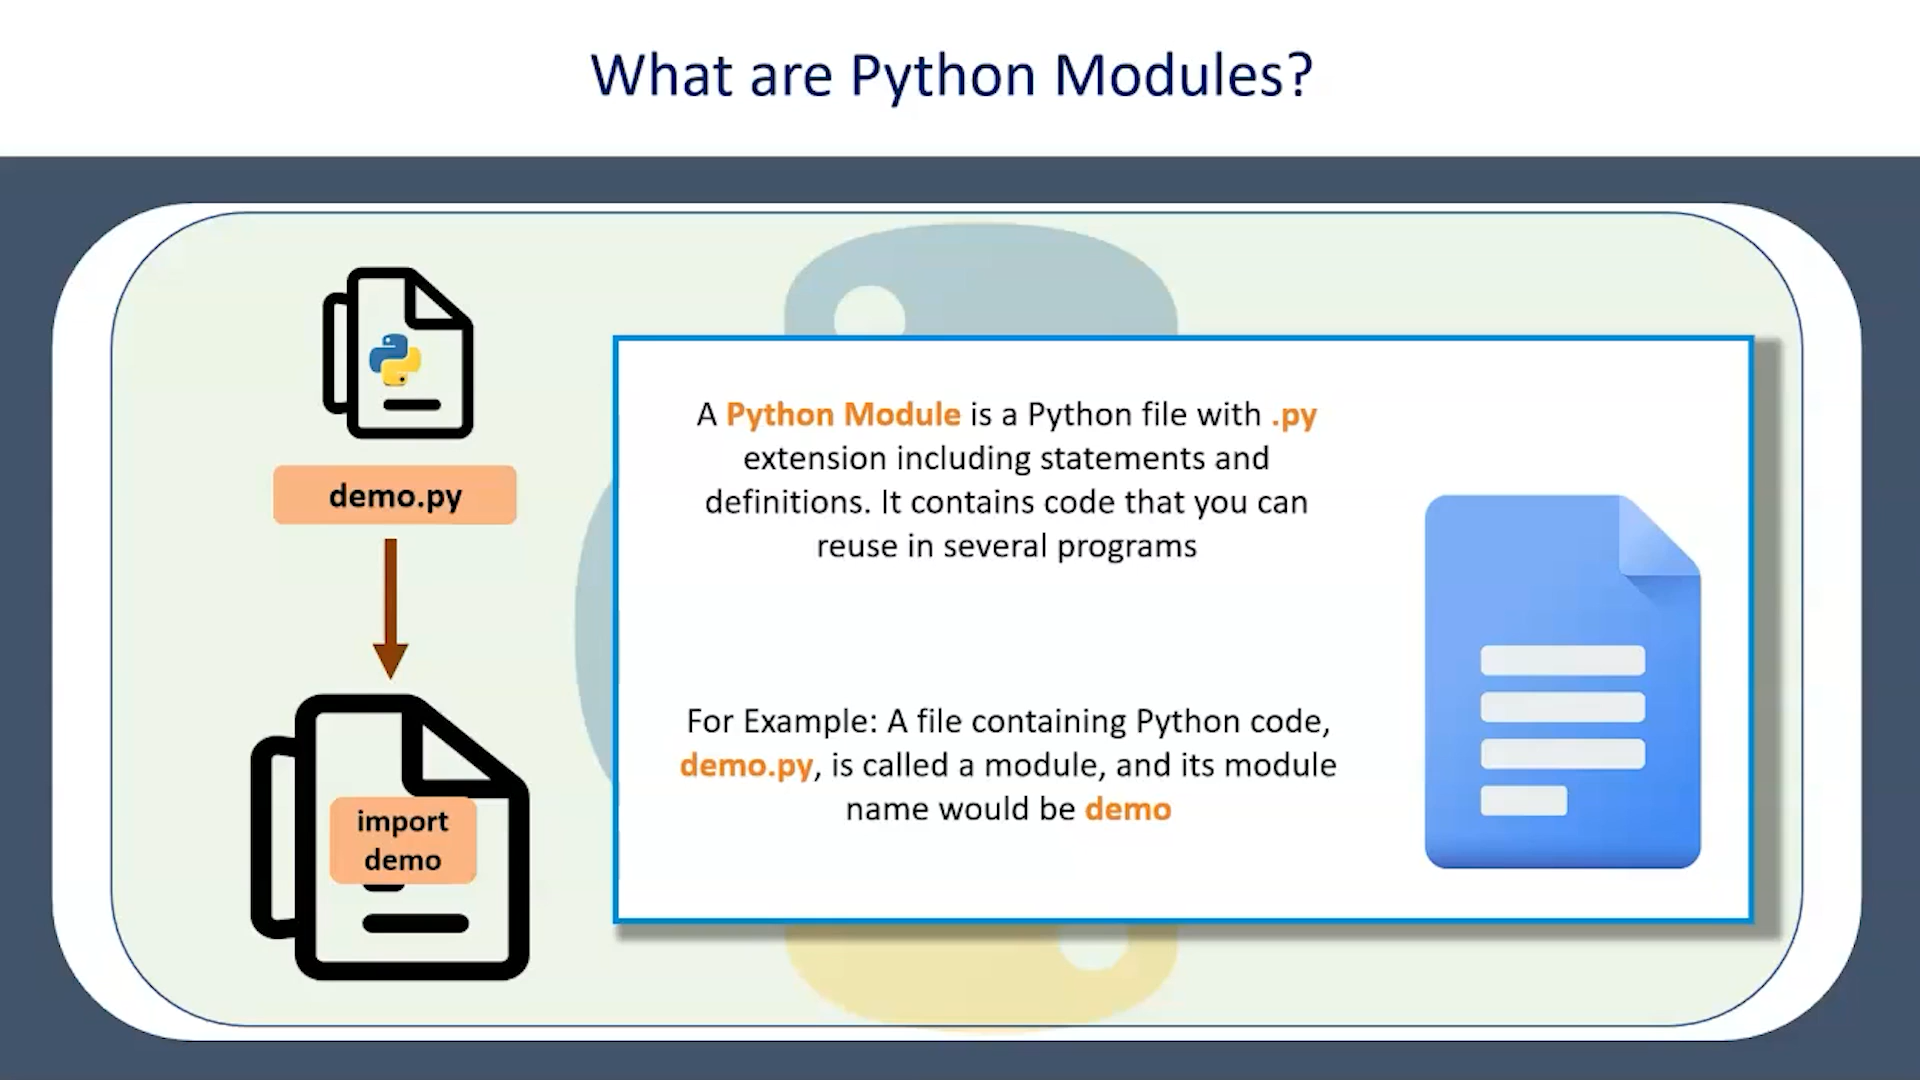 What are Python Modules?
demo.py
import
demo
A Python Module is a Python file with .py
extension including statements and
definitions. It contains code that you can
reuse in several programs
For Example: A file containing Python code,
demo.py, is called a module, and its module
name would be demo